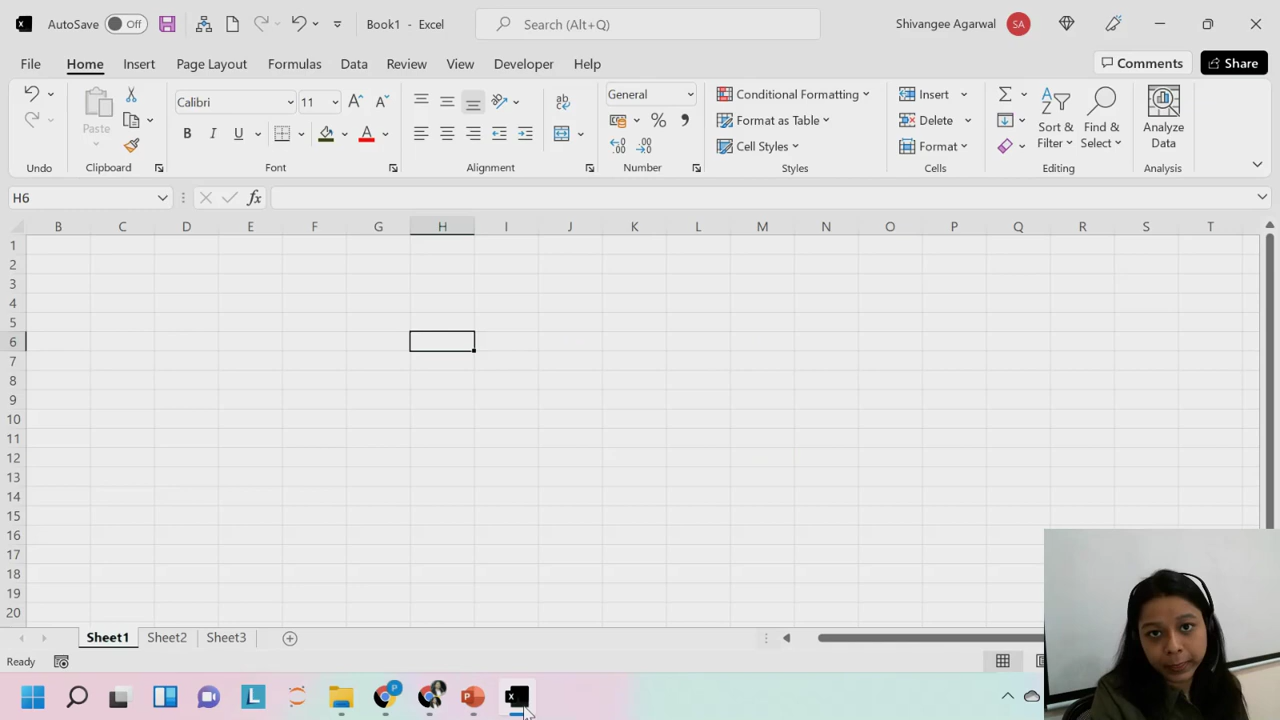 AutoSave Off Book1 - Excel Search (Alt+Q) Shivangee Agarwal SA
File Home Insert Page Layout Formulas Data Review View Developer Help Comments Share
Calibri 11 General Conditional Formatting Insert
Paste Format as Table Delete Sort & Find & Analyze
B I U A % , Cell Styles Format Filter Select Data
Undo Clipboard Font Alignment Number Styles Cells Editing Analysis
H6 fx
B C D E F G H I J K L M N O P Q R S T
1
2
3
4
5
6
7
8
9
10
11
12
13
14
15
16
17
18
19
20
Sheet1 Sheet2 Sheet3
Ready